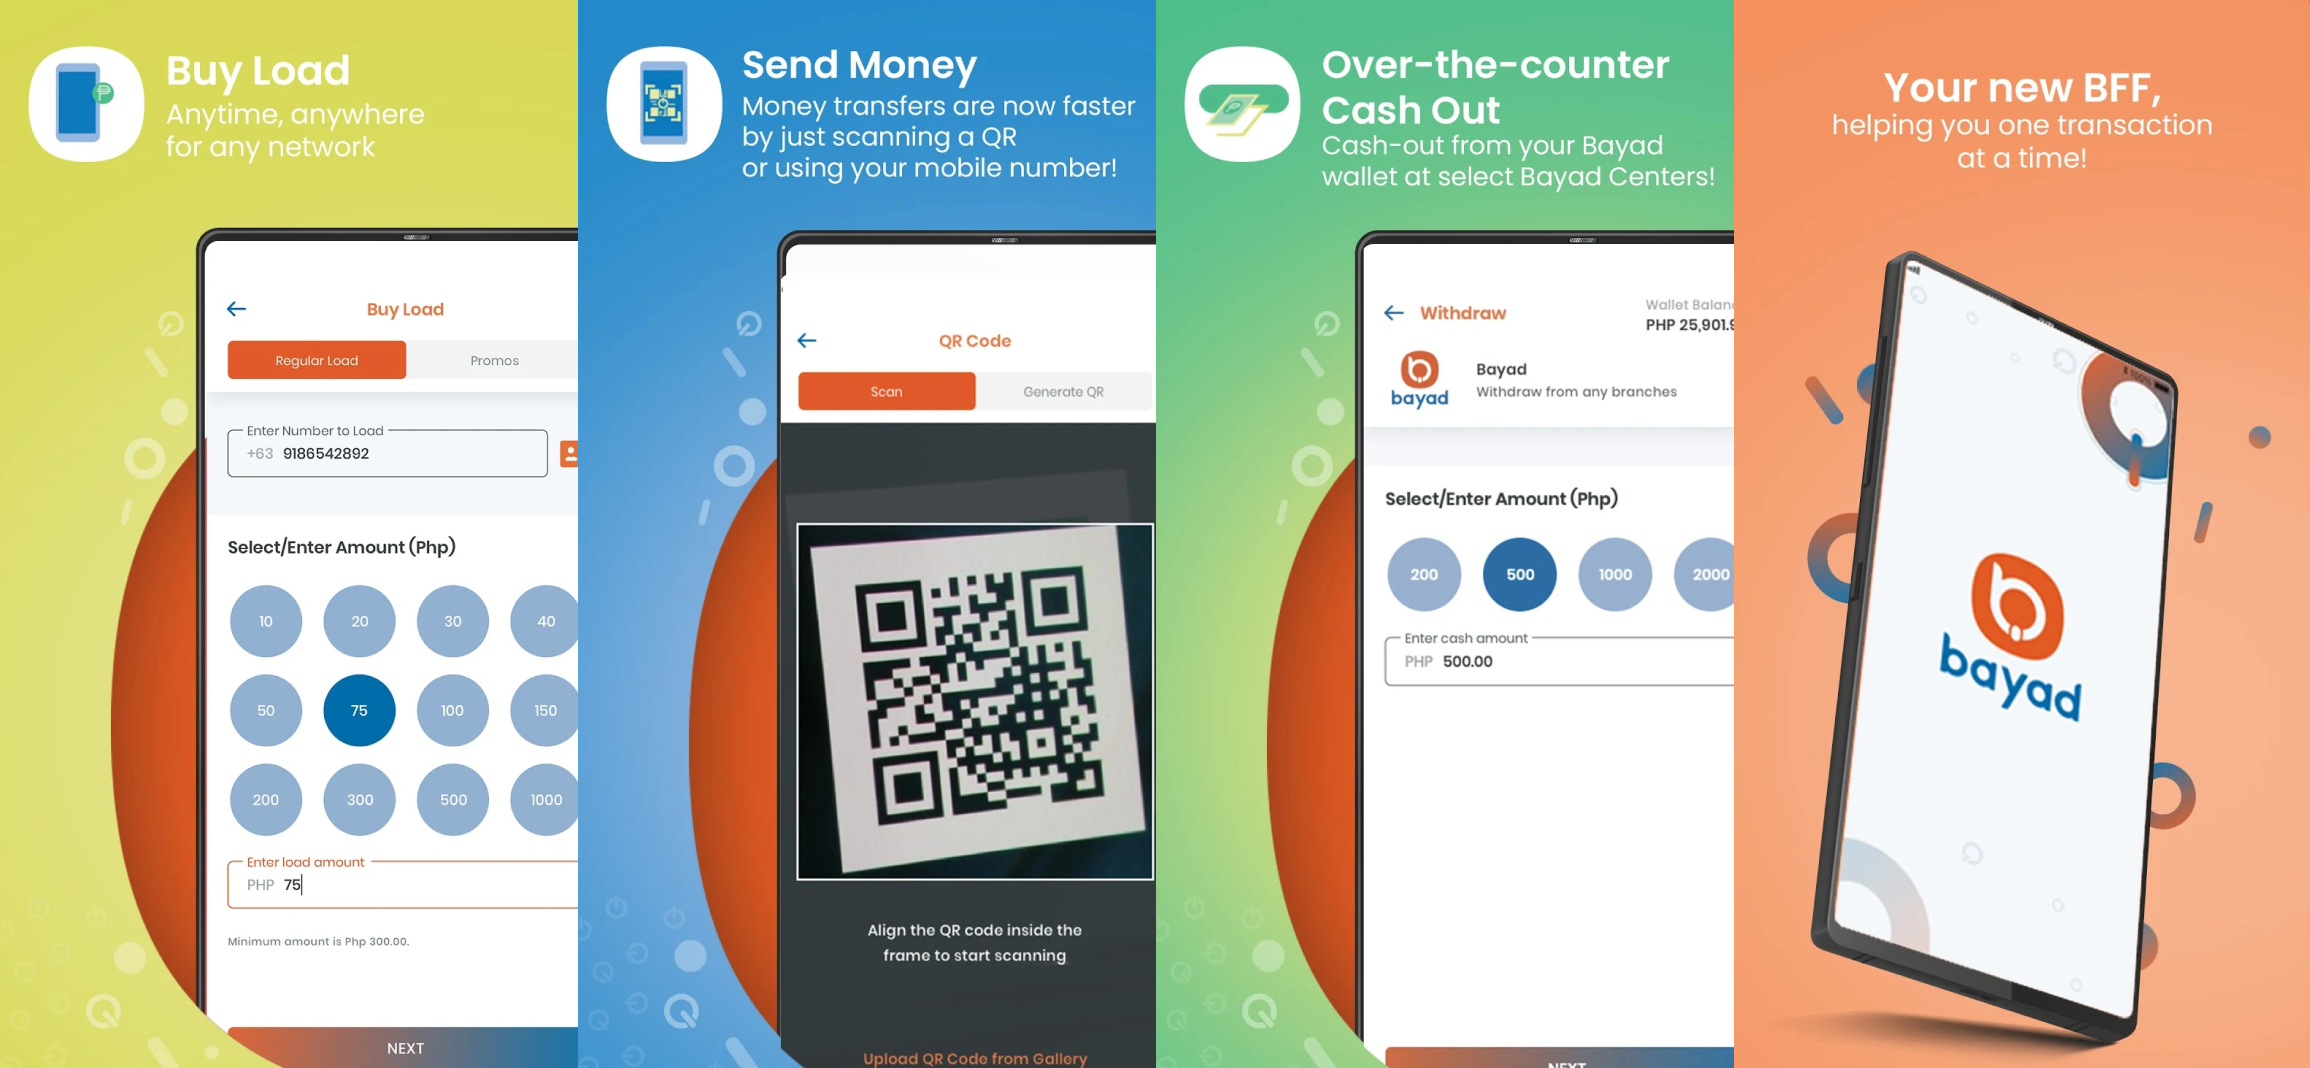 Buy Load
Anytime, anywhere
for any network
Buy Load
Regular Load
Promos
Enter Number to Load
+63 9186542892
Select/Enter Amount (Php)
10 20 30 40
50 75 100 150
200 300 500 1000
Enter load amount
PHP 75
Minimum amount is Php 300.00.
NEXT
Send Money
Money transfers are now faster
by just scanning a QR
or using your mobile number!
QR Code
Scan
Generate QR
Align the QR code inside the
frame to start scanning
Upload QR Code from Gallery
Over-the-counter
Cash Out
Cash-out from your Bayad
wallet at select Bayad Centers!
Withdraw
Wallet Balan
PHP 25,901.9
bayad
Bayad
Withdraw from any branches
Select/Enter Amount (Php)
200 500 1000 2000
Enter cash amount
PHP 500.00
NEXT
Your new BFF,
helping you one transaction
at a time!
100%
bayad